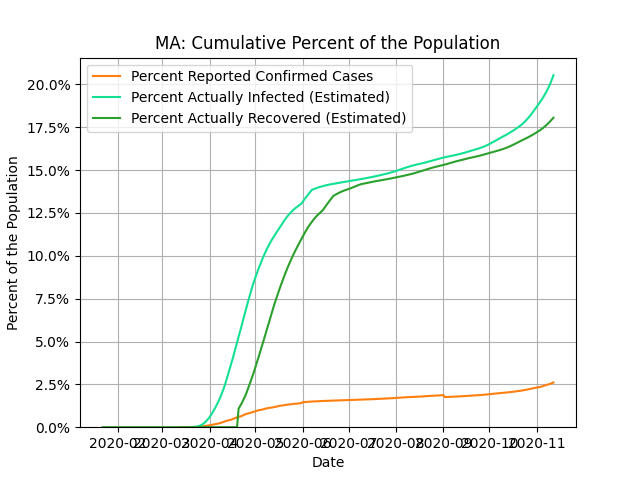 MA: Cumulative Percent of the Population
Percent Reported Confirmed Cases
Percent Actually Infected (Estimated)
Percent Actually Recovered (Estimated)
Percent of the Population
20.0%
17.5%
15.0%
12.5%
10.0%
7.5%
5.0%
2.5%
0.0%
2020-02 2020-03 2020-04 2020-05 2020-06 2020-07 2020-08 2020-09 2020-10 2020-11
Date